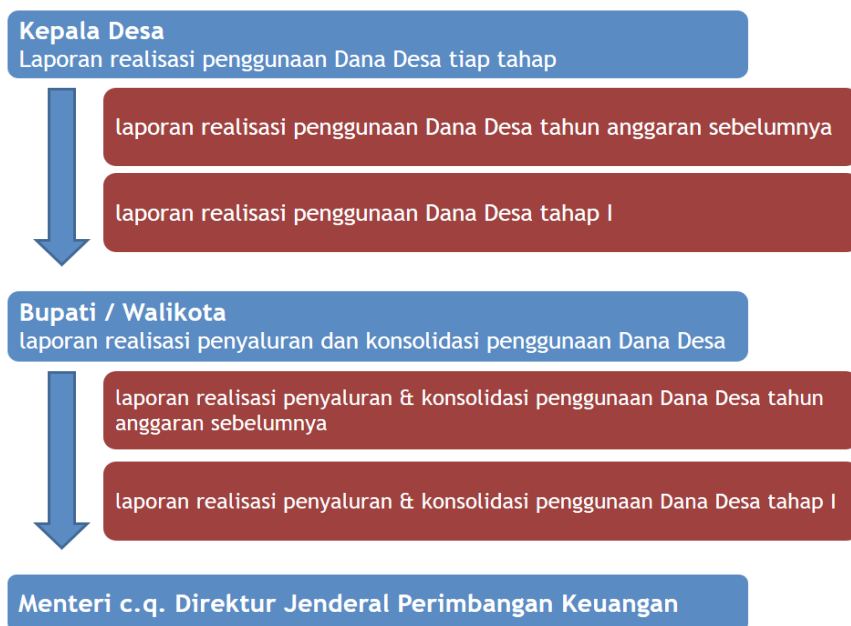 Kepala Desa
Laporan realisasi penggunaan Dana Desa tiap tahap
laporan realisasi penggunaan Dana Desa tahun anggaran sebelumnya
laporan realisasi penggunaan Dana Desa tahap I
Bupati / Walikota
laporan realisasi penyaluran dan konsolidasi penggunaan Dana Desa
laporan realisasi penyaluran & konsolidasi penggunaan Dana Desa tahun
anggaran sebelumnya
laporan realisasi penyaluran & konsolidasi penggunaan Dana Desa tahap I
Menteri c.q. Direktur Jenderal Perimbangan Keuangan